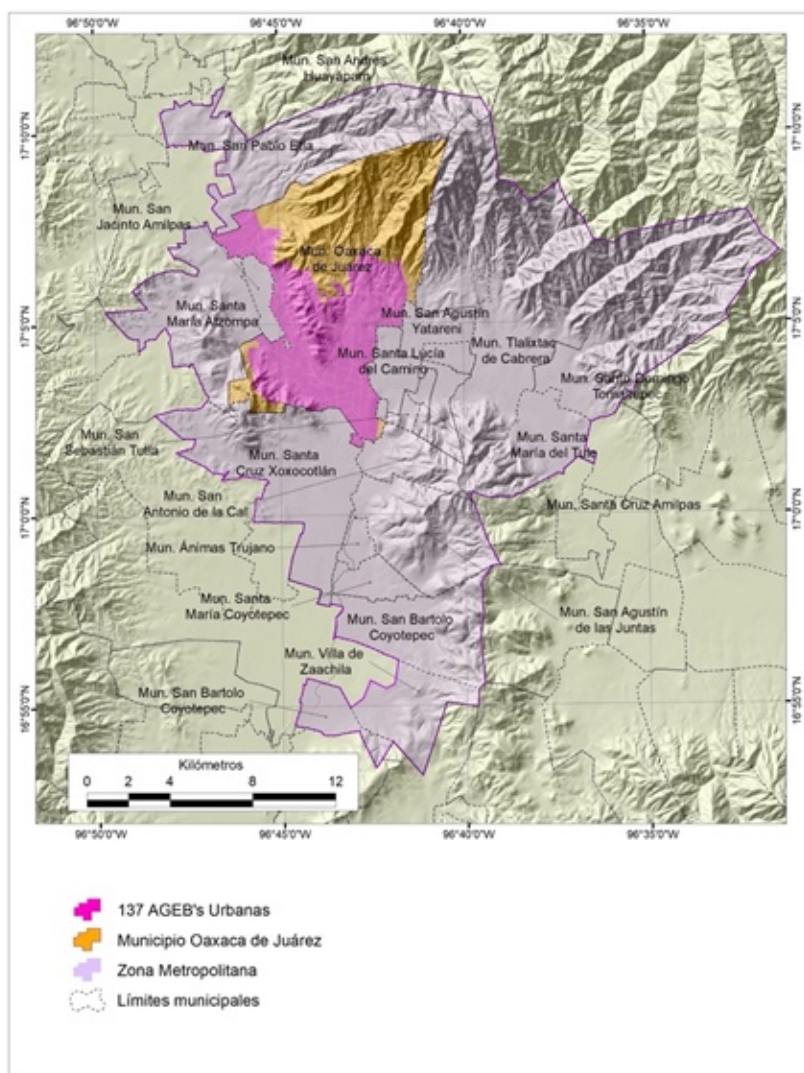 96°50'0"W
96°45'0"W
96°40'0"W
96°35'0"W
Mun. San Andrés
Huayapam
17°10'0"N
17°10'0"N
Mun. San Pablo Etla
Mun. San
Jacinto Amilpas
Mun. Oaxaca
de Juárez
Mun. Santa
María Atzompa
Mun. San Agustín
Yatareni
17°5'0"N
17°5'0"N
Mun. Santa Lucía
del Camino
Mun. Tlalixtac
de Cabrera
Mun. Santo Domingo
Tomaltepec
Mun. San
Sebastián Tutla
Mun. Santa
Cruz Xoxocotlán
Mun. Santa
María del Tule
Mun. San
Antonio de la Cal
Mun. Santa Cruz Amilpas
17°0'0"N
17°0'0"N
Mun. Ánimas Trujano
Mun. Santa
María Coyotepec
Mun. San Bartolo
Coyotepec
Mun. San Agustín
de las Juntas
Mun. Villa de
Zaachila
Mun. San Bartolo
Coyotepec
16°55'0"N
16°55'0"N
Kilómetros
0 2 4 8 12
96°50'0"W
96°45'0"W
96°40'0"W
96°35'0"W
137 AGEB's Urbanas
Municipio Oaxaca de Juárez
Zona Metropolitana
Límites municipales